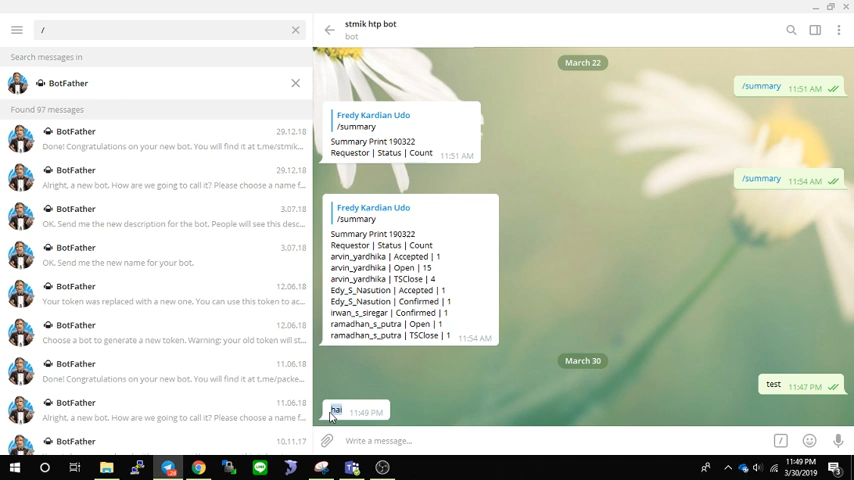 /
Search messages in
BotFather
Found 97 messages
BotFather 29.12.18
Done! Congratulations on your new bot. You will find it at t.me/stmik...
BotFather 29.12.18
Alright, a new bot. How are we going to call it? Please choose a name f...
BotFather 3.07.18
OK. Send me the new description for the bot. People will see this desc...
BotFather 3.07.18
OK. Send me the new name for your bot.
BotFather 12.06.18
Your token was replaced with a new one. You can use this token to ac...
BotFather 12.06.18
Choose a bot to generate a new token. Warning: your old token will st...
BotFather 11.06.18
Done! Congratulations on your new bot. You will find it at t.me/packe...
BotFather 11.06.18
Alright, a new bot. How are we going to call it? Please choose a name f...
BotFather 10.11.17
stmik htp bot
bot
March 22
/summary 11:51 AM
Fredy Kardian Udo
/summary
Summary Print 190322
Requestor | Status | Count 11:51 AM
/summary 11:54 AM
Fredy Kardian Udo
/summary
Summary Print 190322
Requestor | Status | Count
arvin_yardhika | Accepted | 1
arvin_yardhika | Open | 15
arvin_yardhika | TSClose | 4
Edy_S_Nasution | Accepted | 1
Edy_S_Nasution | Confirmed | 1
irwan_s_siregar | Confirmed | 1
ramadhan_s_putra | Open | 1
ramadhan_s_putra | TSClose | 1 11:54 AM
March 30
test 11:47 PM
hai 11:49 PM
Write a message...
11:49 PM
3/30/2019